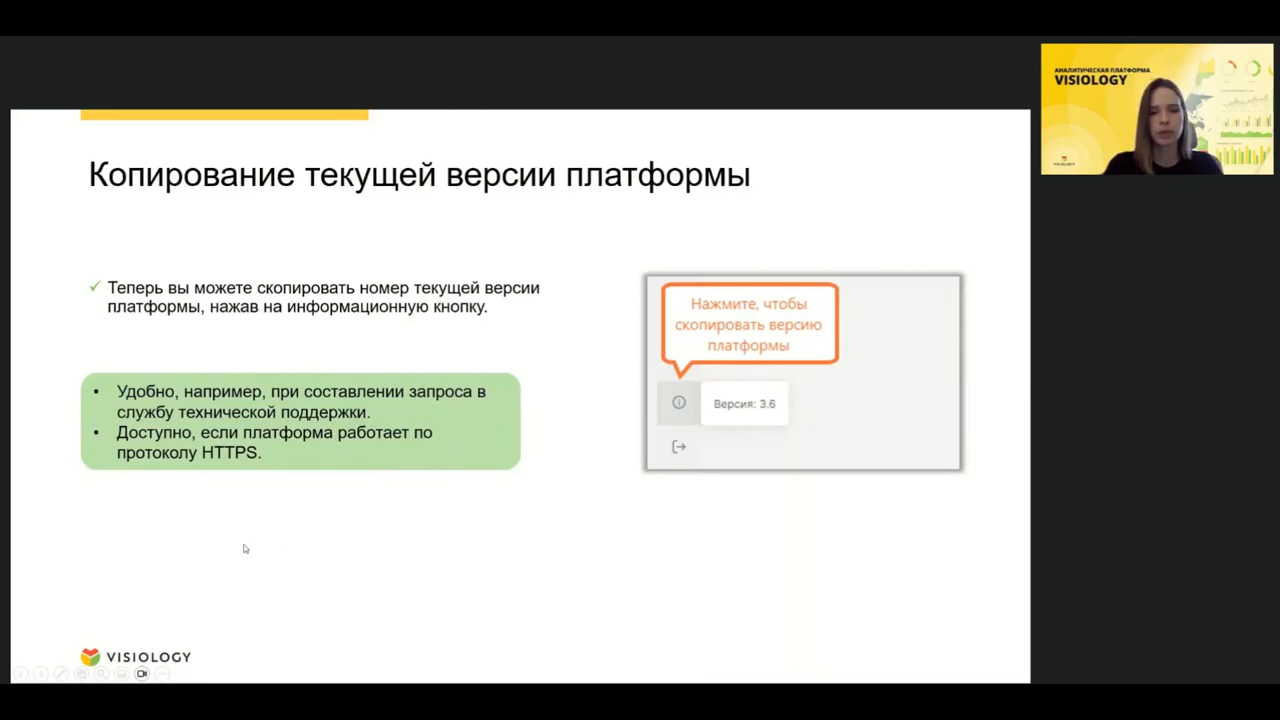 АНАЛИТИЧЕСКАЯ ПЛАТФОРМА
VISIOLOGY
Копирование текущей версии платформы
✓ Теперь вы можете скопировать номер текущей версии
платформы, нажав на информационную кнопку.
• Удобно, например, при составлении запроса в
службу технической поддержки.
• Доступно, если платформа работает по
протоколу HTTPS.
Нажмите, чтобы
скопировать версию
платформы
Версия: 3.6
VISIOLOGY